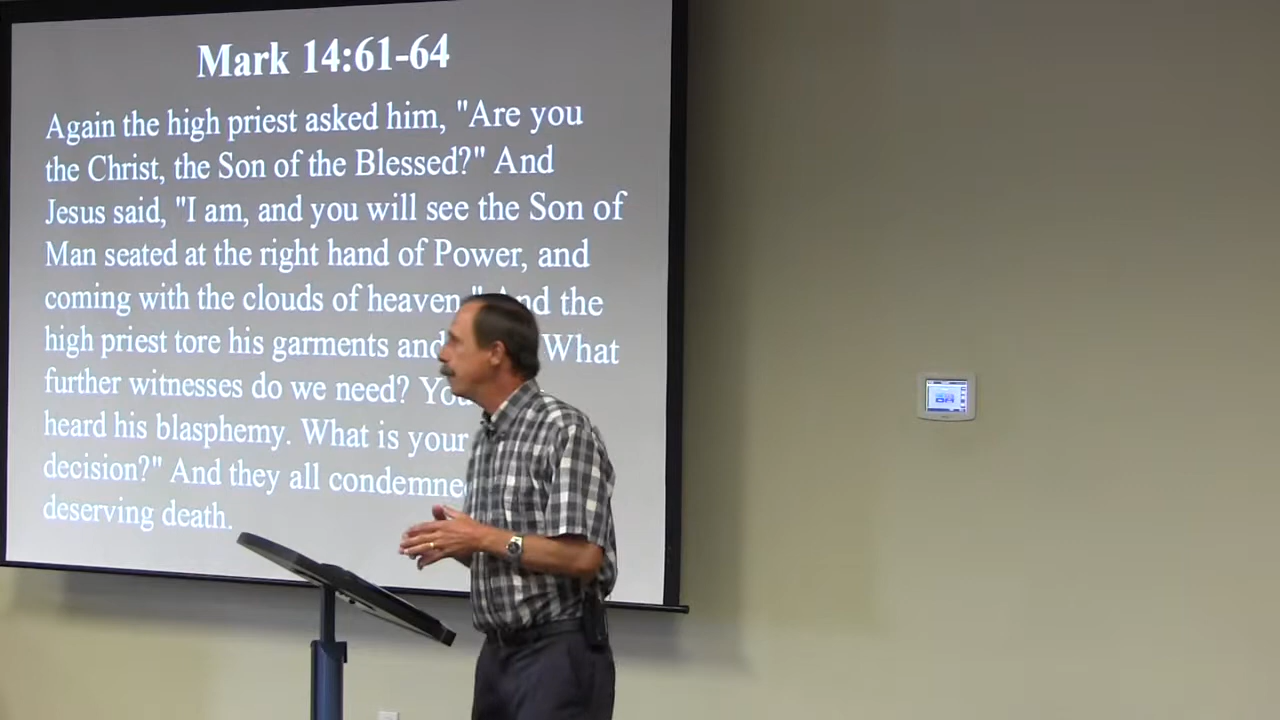 Mark 14:61-64
Again the high priest asked him, "Are you
the Christ, the Son of the Blessed?" And
Jesus said, "I am, and you will see the Son of
Man seated at the right hand of Power, and
coming with the clouds of heaven." And the
high priest tore his garments and What
further witnesses do we need?
heard his blasphemy. What is your
decision?" And they all
deserving death.